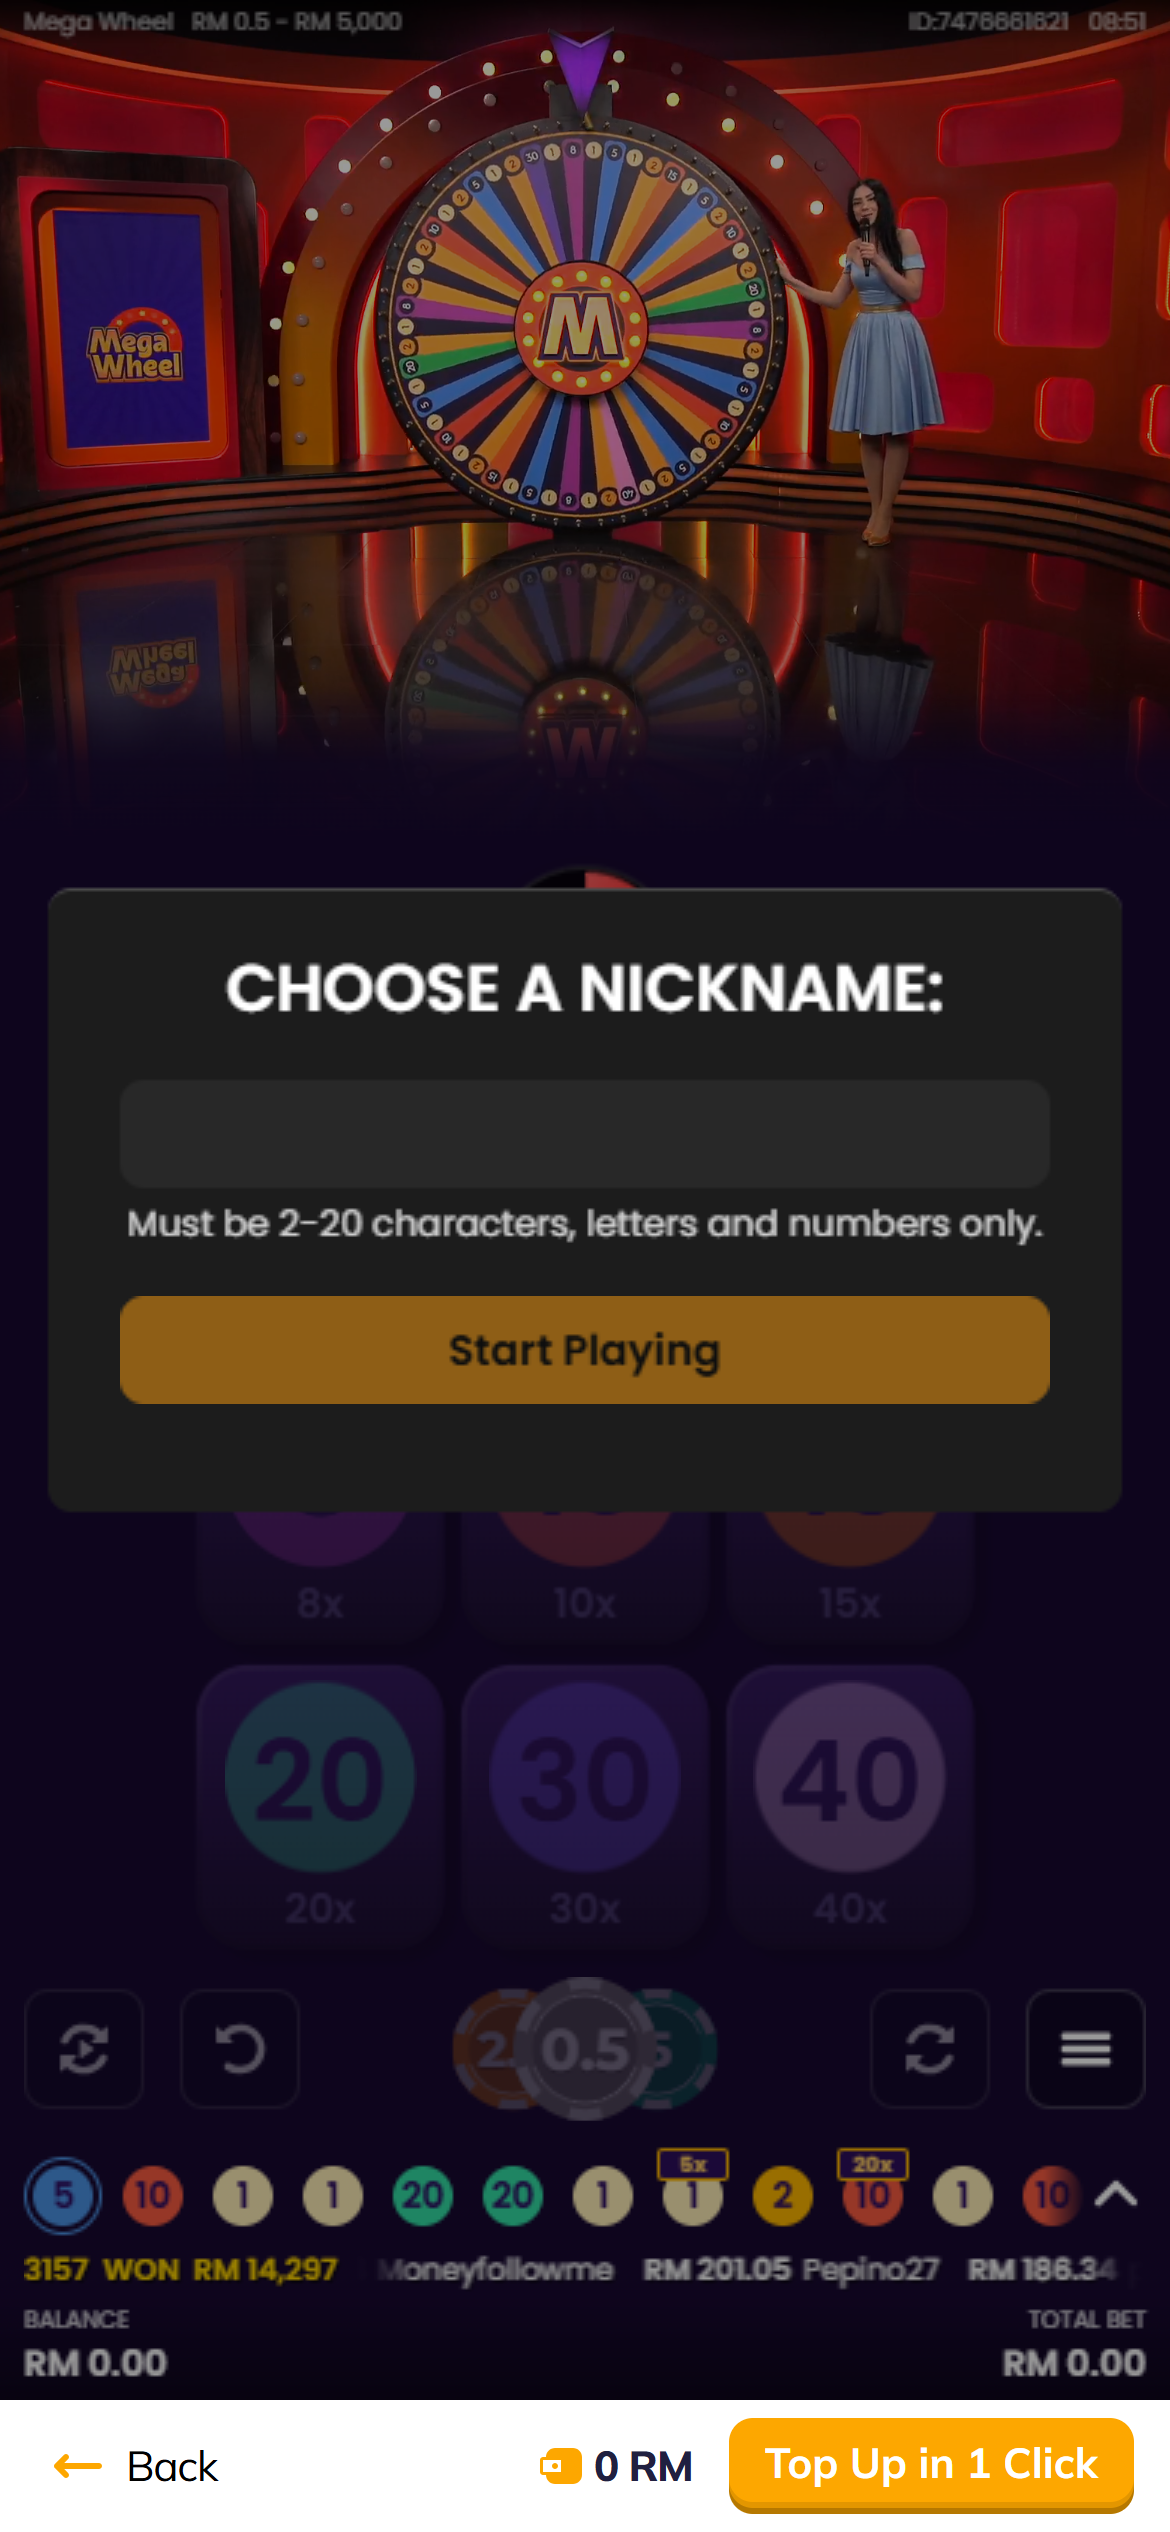 Mega Wheel RM 0.5 - RM 5,000 ID:7476661621 08:51
Mega
Wheel
M
CHOOSE A NICKNAME:
Must be 2-20 characters, letters and numbers only.
Start Playing
8x 10x 15x
20 30 40
20x 30x 40x
0.5
5x 20x
5 10 1 1 20 20 1 1 2 10 1 10
3157 WON RM 14,297 Moneyfollowme RM 201.05 Pepino27 RM 186.34
BALANCE TOTAL BET
RM 0.00 RM 0.00
Back 0 RM Top Up in 1 Click